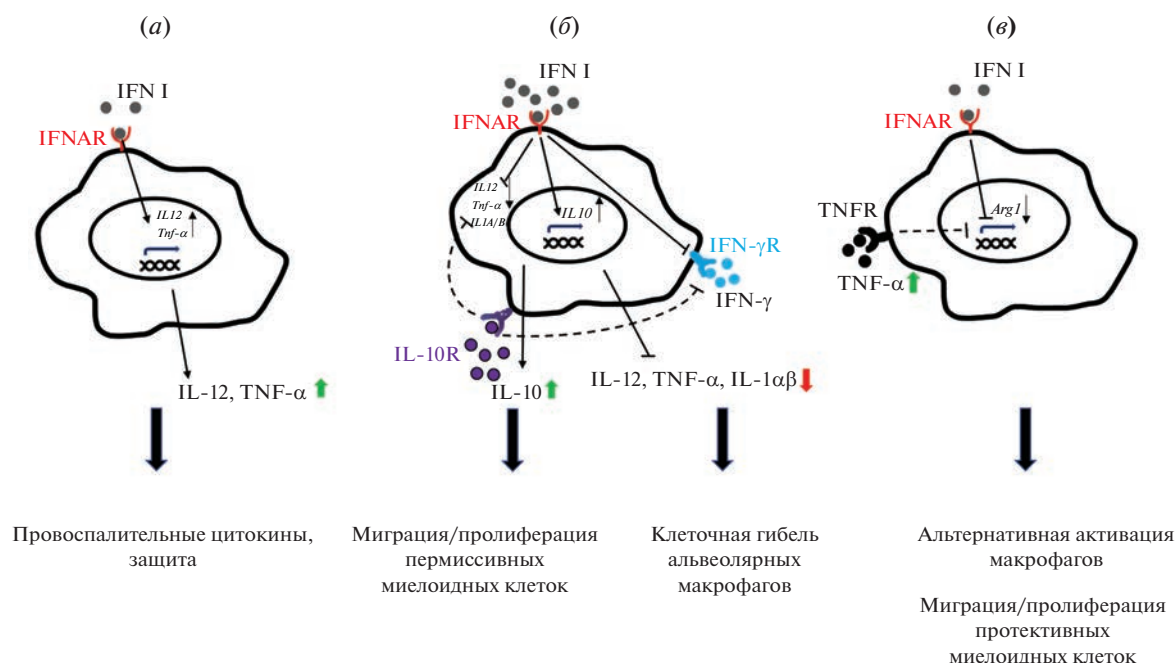 (а)
IFN I
IFNAR
IL12
Tnf-α
IL-12, TNF-α
Провоспалительные цитокины,
защита
(б)
IFN I
IFNAR
IL12
Tnf-α
IL1A/B
IL10
IFN-γR
IFN-γ
IL-10R
IL-10
IL-12, TNF-α, IL-1αβ
Миграция/пролиферация
пермиссивных
миелоидных клеток
Клеточная гибель
альвеолярных
макрофагов
(в)
IFN I
IFNAR
Arg1
TNFR
TNF-α
Альтернативная активация
макрофагов
Миграция/пролиферация
протективных
миелоидных клеток